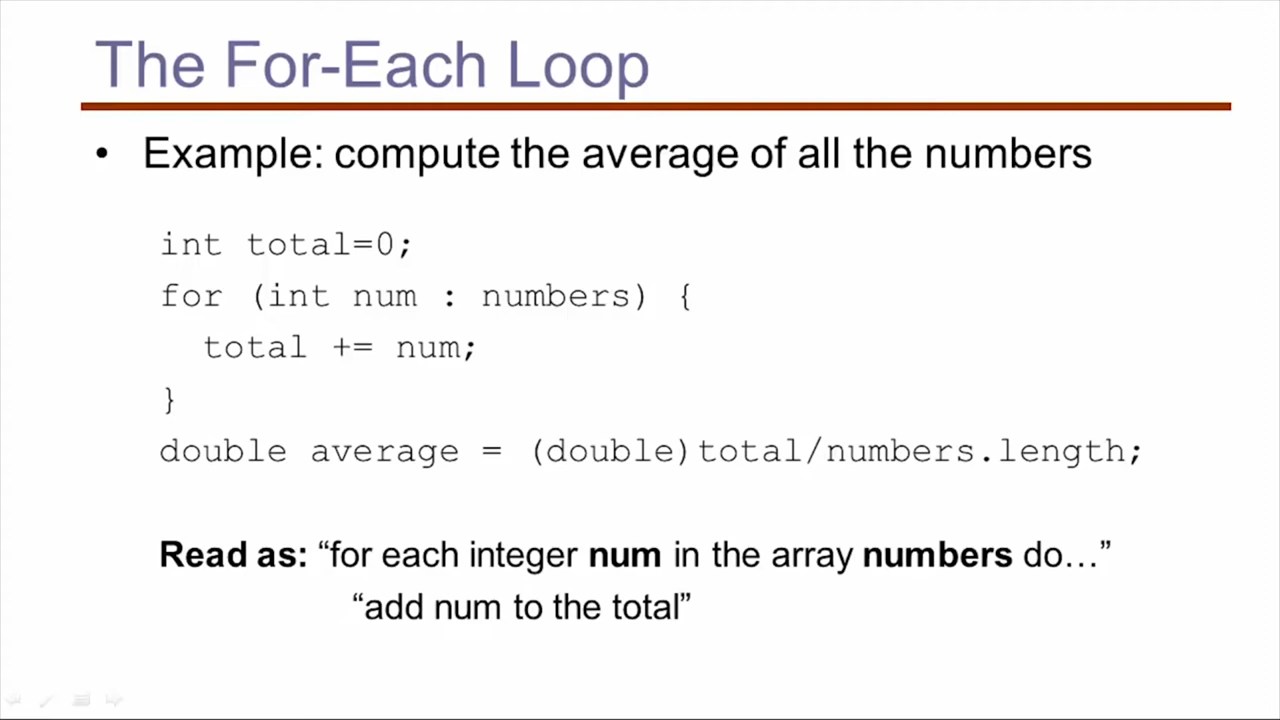 The For-Each Loop
• Example: compute the average of all the numbers
int total=0;
for (int num : numbers) {
  total += num;
}
double average = (double)total/numbers.length;
Read as: “for each integer num in the array numbers do…”
“add num to the total”